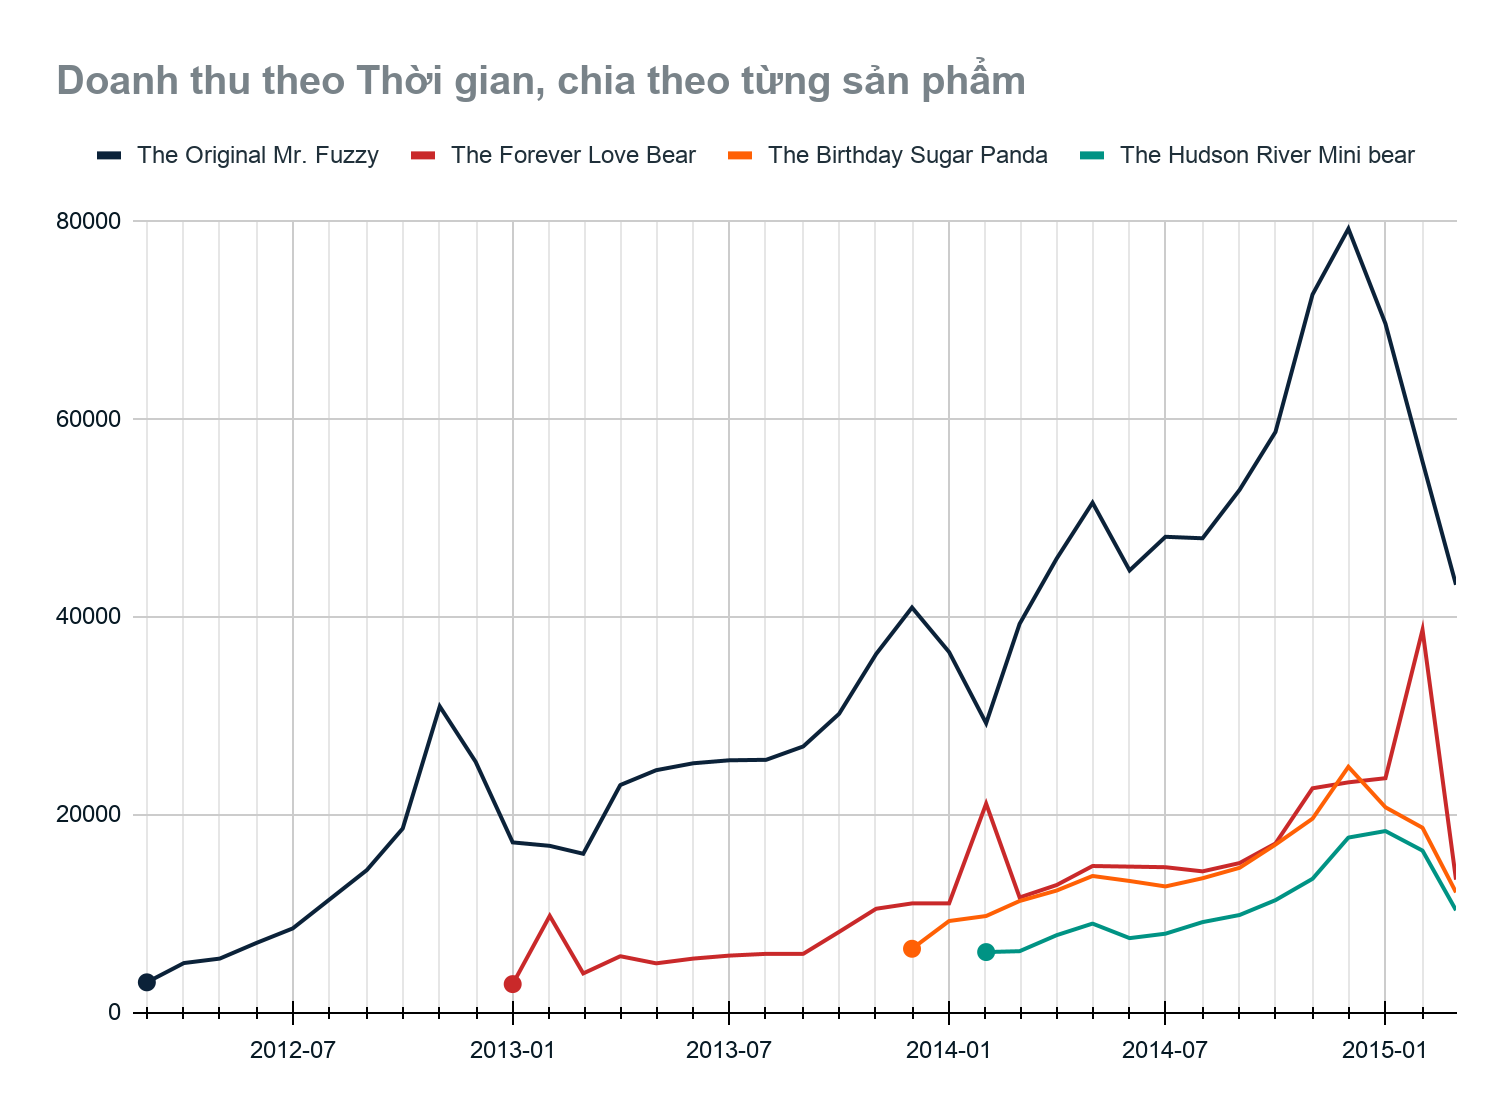 Doanh thu theo Thời gian, chia theo từng sản phẩm
The Original Mr. Fuzzy The Forever Love Bear The Birthday Sugar Panda The Hudson River Mini bear
80000
60000
40000
20000
0
2012-07 2013-01 2013-07 2014-01 2014-07 2015-01